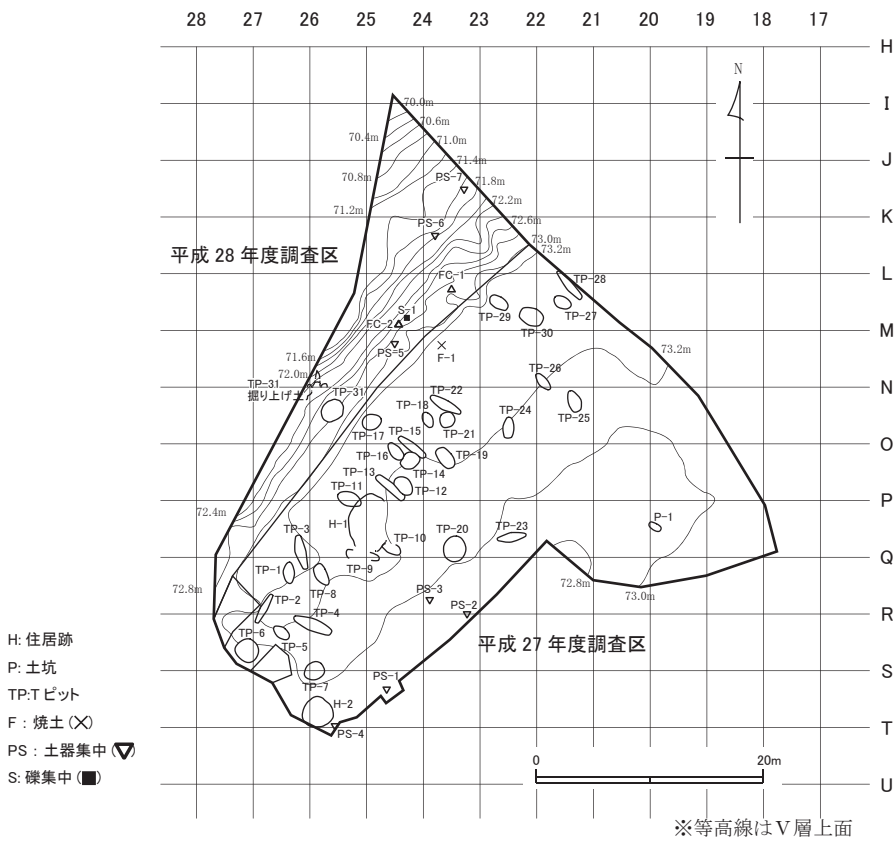 28 27 26 25 24 23 22 21 20 19 18 17
H
I
J
K
L
M
N
O
P
Q
R
S
T
U
N
70.0m
70.6m
70.4m
71.0m
71.4m
70.8m
71.8m
71.2m
72.2m
72.6m
73.0m
73.2m
PS-7
PS-6
平成 28 年度調査区
FC-1
TP-28
S-1
FC-2
TP-29
TP-27
TP-30
PS-5
F-1
71.6m
72.0m
73.2m
TP-31
掘り上げ土
TP-31
TP-26
TP-22
TP-18
TP-24
TP-25
TP-17
TP-15
TP-21
TP-16
TP-19
TP-14
TP-13
TP-12
TP-11
72.4m
H-1
TP-3
TP-10
TP-20
TP-23
P-1
TP-1
TP-9
72.8m
TP-8
PS-3
72.8m
73.0m
TP-2
PS-2
TP-4
TP-6
TP-5
平成 27 年度調査区
TP-7
PS-1
H-2
PS-4
H: 住居跡
P: 土坑
TP:T ピット
F : 焼土 (×)
PS : 土器集中 (▽)
S: 礫集中 (■)
0 20m
※等高線はⅤ層上面